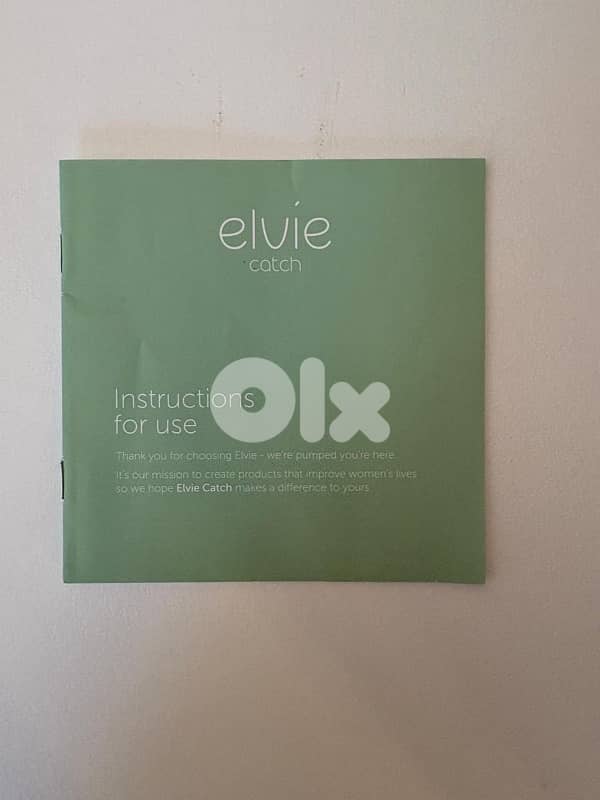 elvie
catch
Instructions
for use
Thank you for choosing Elvie - we're pumped you're here.
It's our mission to create products that improve women's lives
so we hope Elvie Catch makes a difference to yours.
Olx